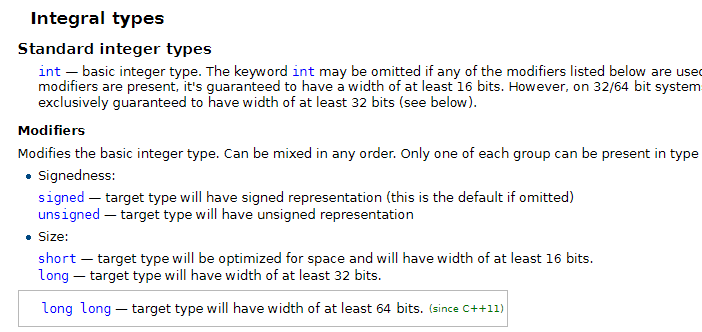 Integral types
Standard integer types
int — basic integer type. The keyword int may be omitted if any of the modifiers listed below are used
modifiers are present, it's guaranteed to have a width of at least 16 bits. However, on 32/64 bit systems
exclusively guaranteed to have width of at least 32 bits (see below).
Modifiers
Modifies the basic integer type. Can be mixed in any order. Only one of each group can be present in type
• Signedness:
signed — target type will have signed representation (this is the default if omitted)
unsigned — target type will have unsigned representation
• Size:
short — target type will be optimized for space and will have width of at least 16 bits.
long — target type will have width of at least 32 bits.
long long — target type will have width of at least 64 bits. (since C++11)